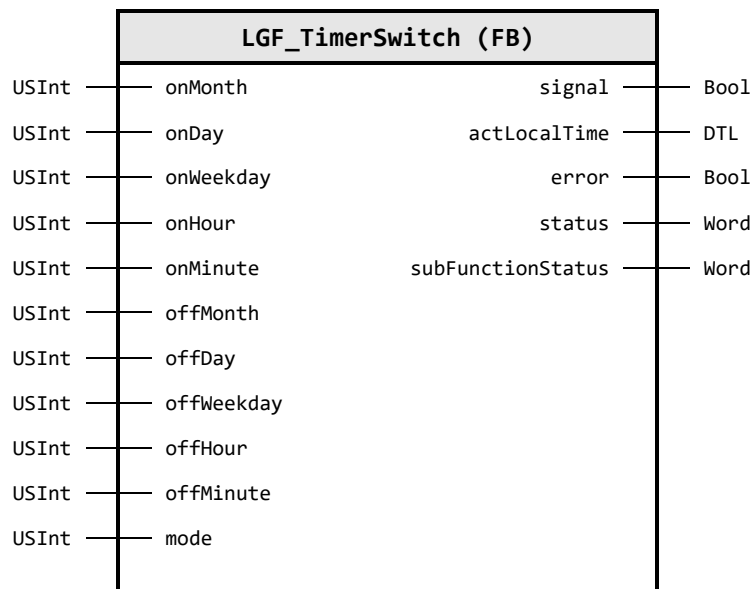 LGF_TimerSwitch (FB)
USInt onMonth signal Bool
USInt onDay actLocalTime DTL
USInt onWeekday error Bool
USInt onHour status Word
USInt onMinute subFunctionStatus Word
USInt offMonth
USInt offDay
USInt offWeekday
USInt offHour
USInt offMinute
USInt mode